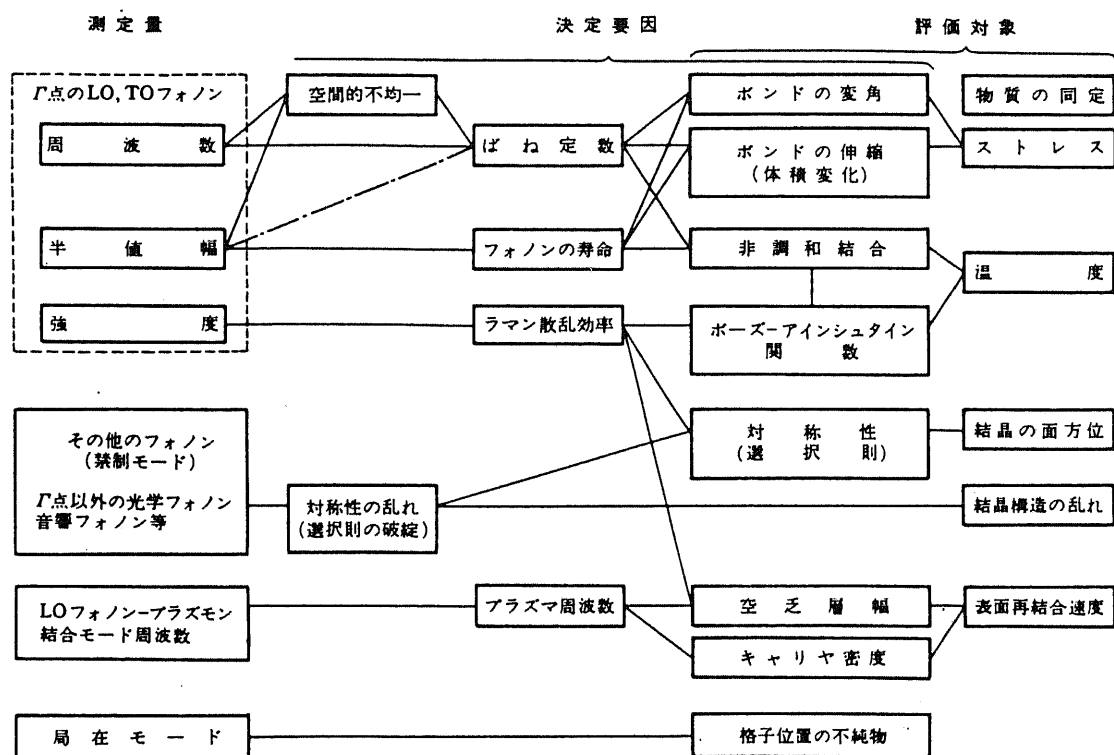 測定量
決定要因
評価対象
Γ点のLO,TOフォノン
周波数
半値幅
強度
空間的不均一
ばね定数
フォノンの寿命
ラマン散乱効率
ボンドの変角
ボンドの伸縮
(体積変化)
非調和結合
ボーズ-アインシュタイン
関数
物質の同定
ストレス
温度
その他のフォノン
(禁制モード)
Γ点以外の光学フォノン
音響フォノン等
対称性の乱れ
(選択則の破綻)
対称性
(選択則)
結晶の面方位
結晶構造の乱れ
LOフォノン-プラズモン
結合モード周波数
プラズマ周波数
空乏層幅
キャリヤ密度
表面再結合速度
局在モード
格子位置の不純物